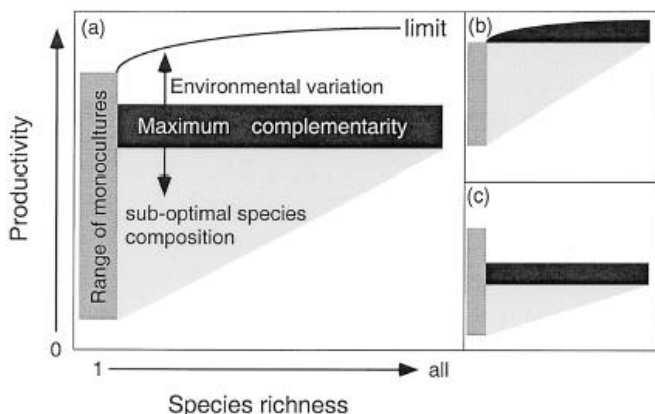 (a)
limit
Environmental variation
Maximum complementarity
sub-optimal species
composition
Range of monocultures
Productivity
0
1
all
Species richness
(b)
(c)